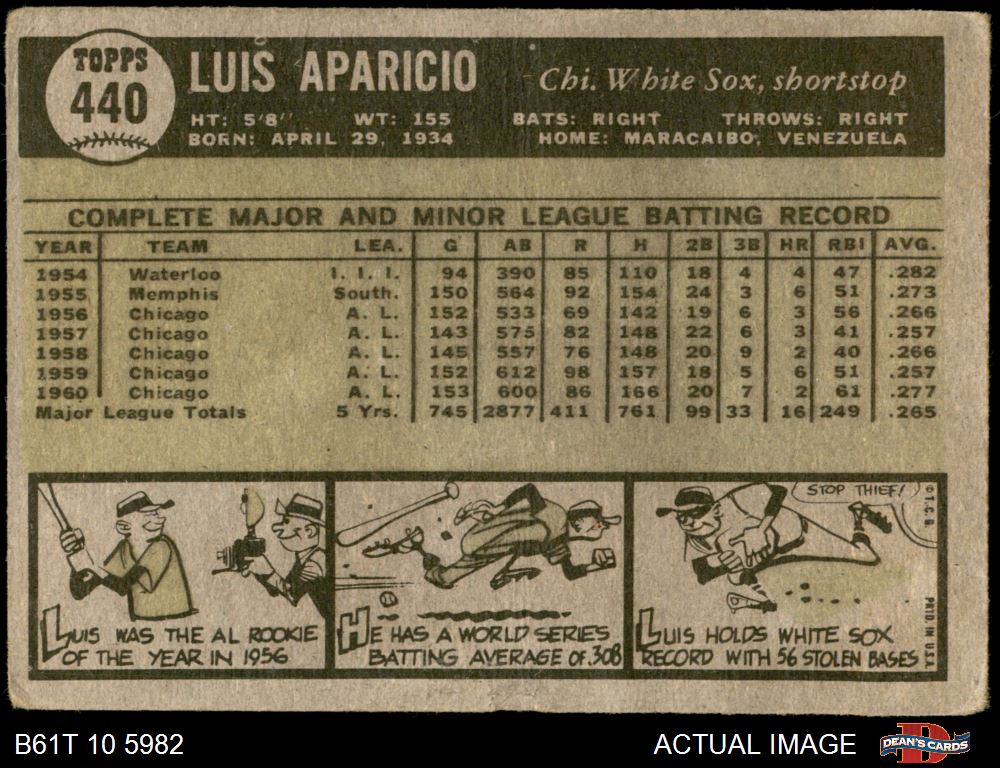 TOPPS
440
LUIS APARICIO
Chi. White Sox, shortstop
HT: 5'8" WT: 155 BATS: RIGHT THROWS: RIGHT
BORN: APRIL 29, 1934 HOME: MARACAIBO, VENEZUELA
COMPLETE MAJOR AND MINOR LEAGUE BATTING RECORD
YEAR TEAM LEA. G AB R H 2B 3B HR RBI AVG.
1954 Waterloo I. I. I. 94 390 85 110 18 4 4 47 .282
1955 Memphis South. 150 564 92 154 24 3 6 51 .273
1956 Chicago A. L. 152 533 69 142 19 6 3 56 .266
1957 Chicago A. L. 143 575 82 148 22 6 3 41 .257
1958 Chicago A. L. 145 557 76 148 20 9 2 40 .266
1959 Chicago A. L. 152 612 98 157 18 5 6 51 .257
1960 Chicago A. L. 153 600 86 166 20 7 2 61 .277
Major League Totals 5 Yrs. 745 2877 411 761 99 33 16 249 .265
LUIS WAS THE AL ROOKIE
OF THE YEAR IN 1956
HE HAS A WORLD SERIES
BATTING AVERAGE OF .308
STOP THIEF!
LUIS HOLDS WHITE SOX
RECORD WITH 56 STOLEN BASES
© T.C.G.
PRTD. IN U.S.A.
B61T 10 5982
ACTUAL IMAGE
DEAN'S CARDS